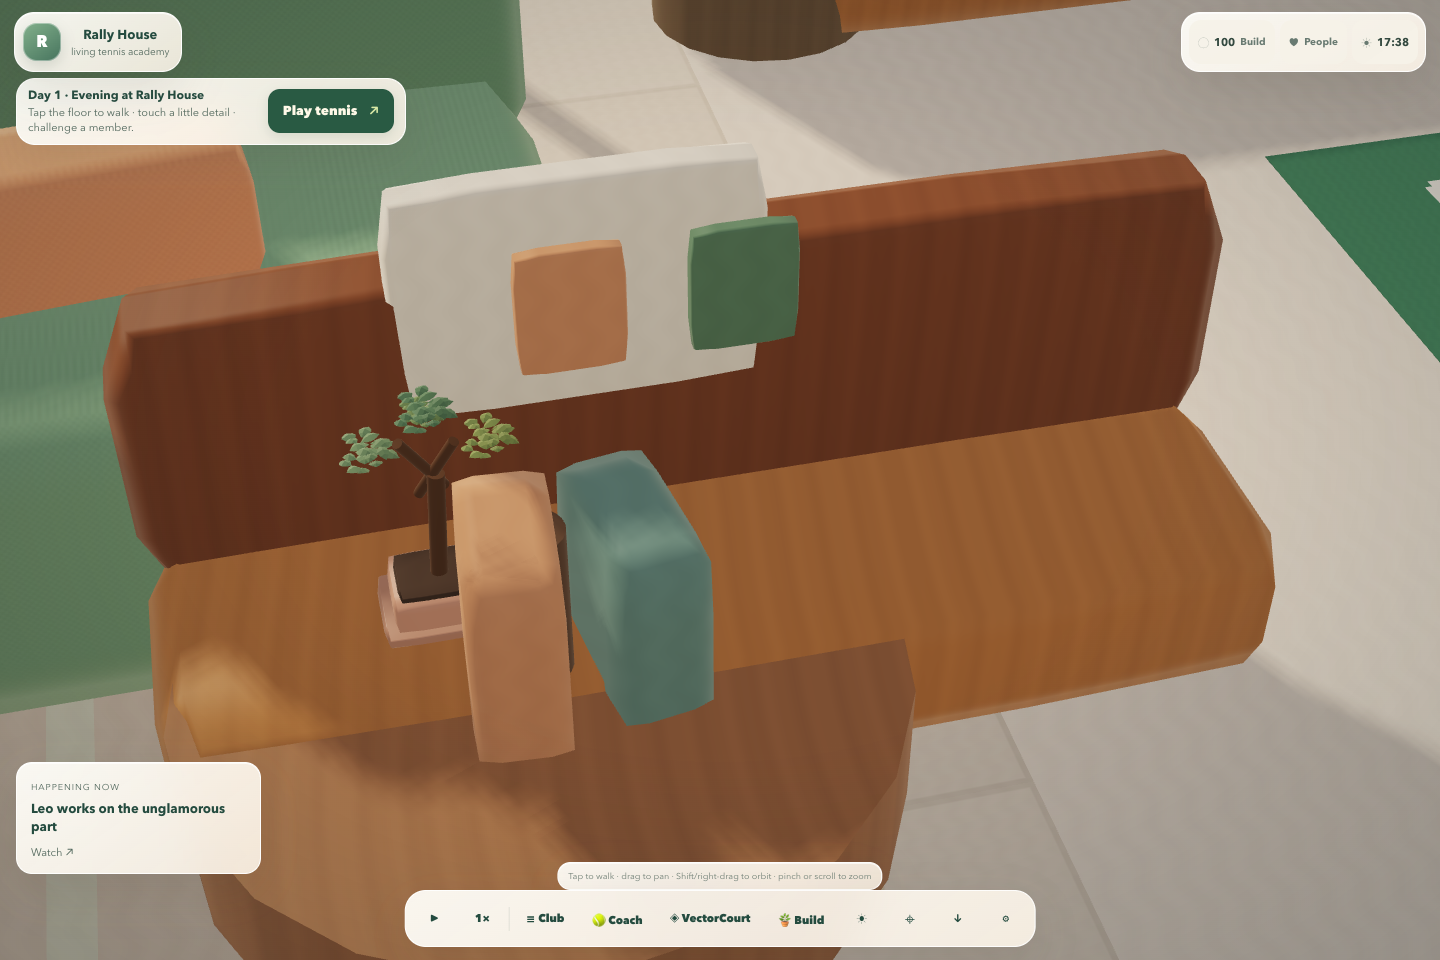 R
Rally House
living tennis academy
100 Build
People
17:38
Day 1 · Evening at Rally House
Tap the floor to walk · touch a little detail ·
challenge a member.
Play tennis ↗
HAPPENING NOW
Leo works on the unglamorous
part
Watch ↗
Tap to walk · drag to pan · Shift/right-drag to orbit · pinch or scroll to zoom
1×
Club
Coach
VectorCourt
Build